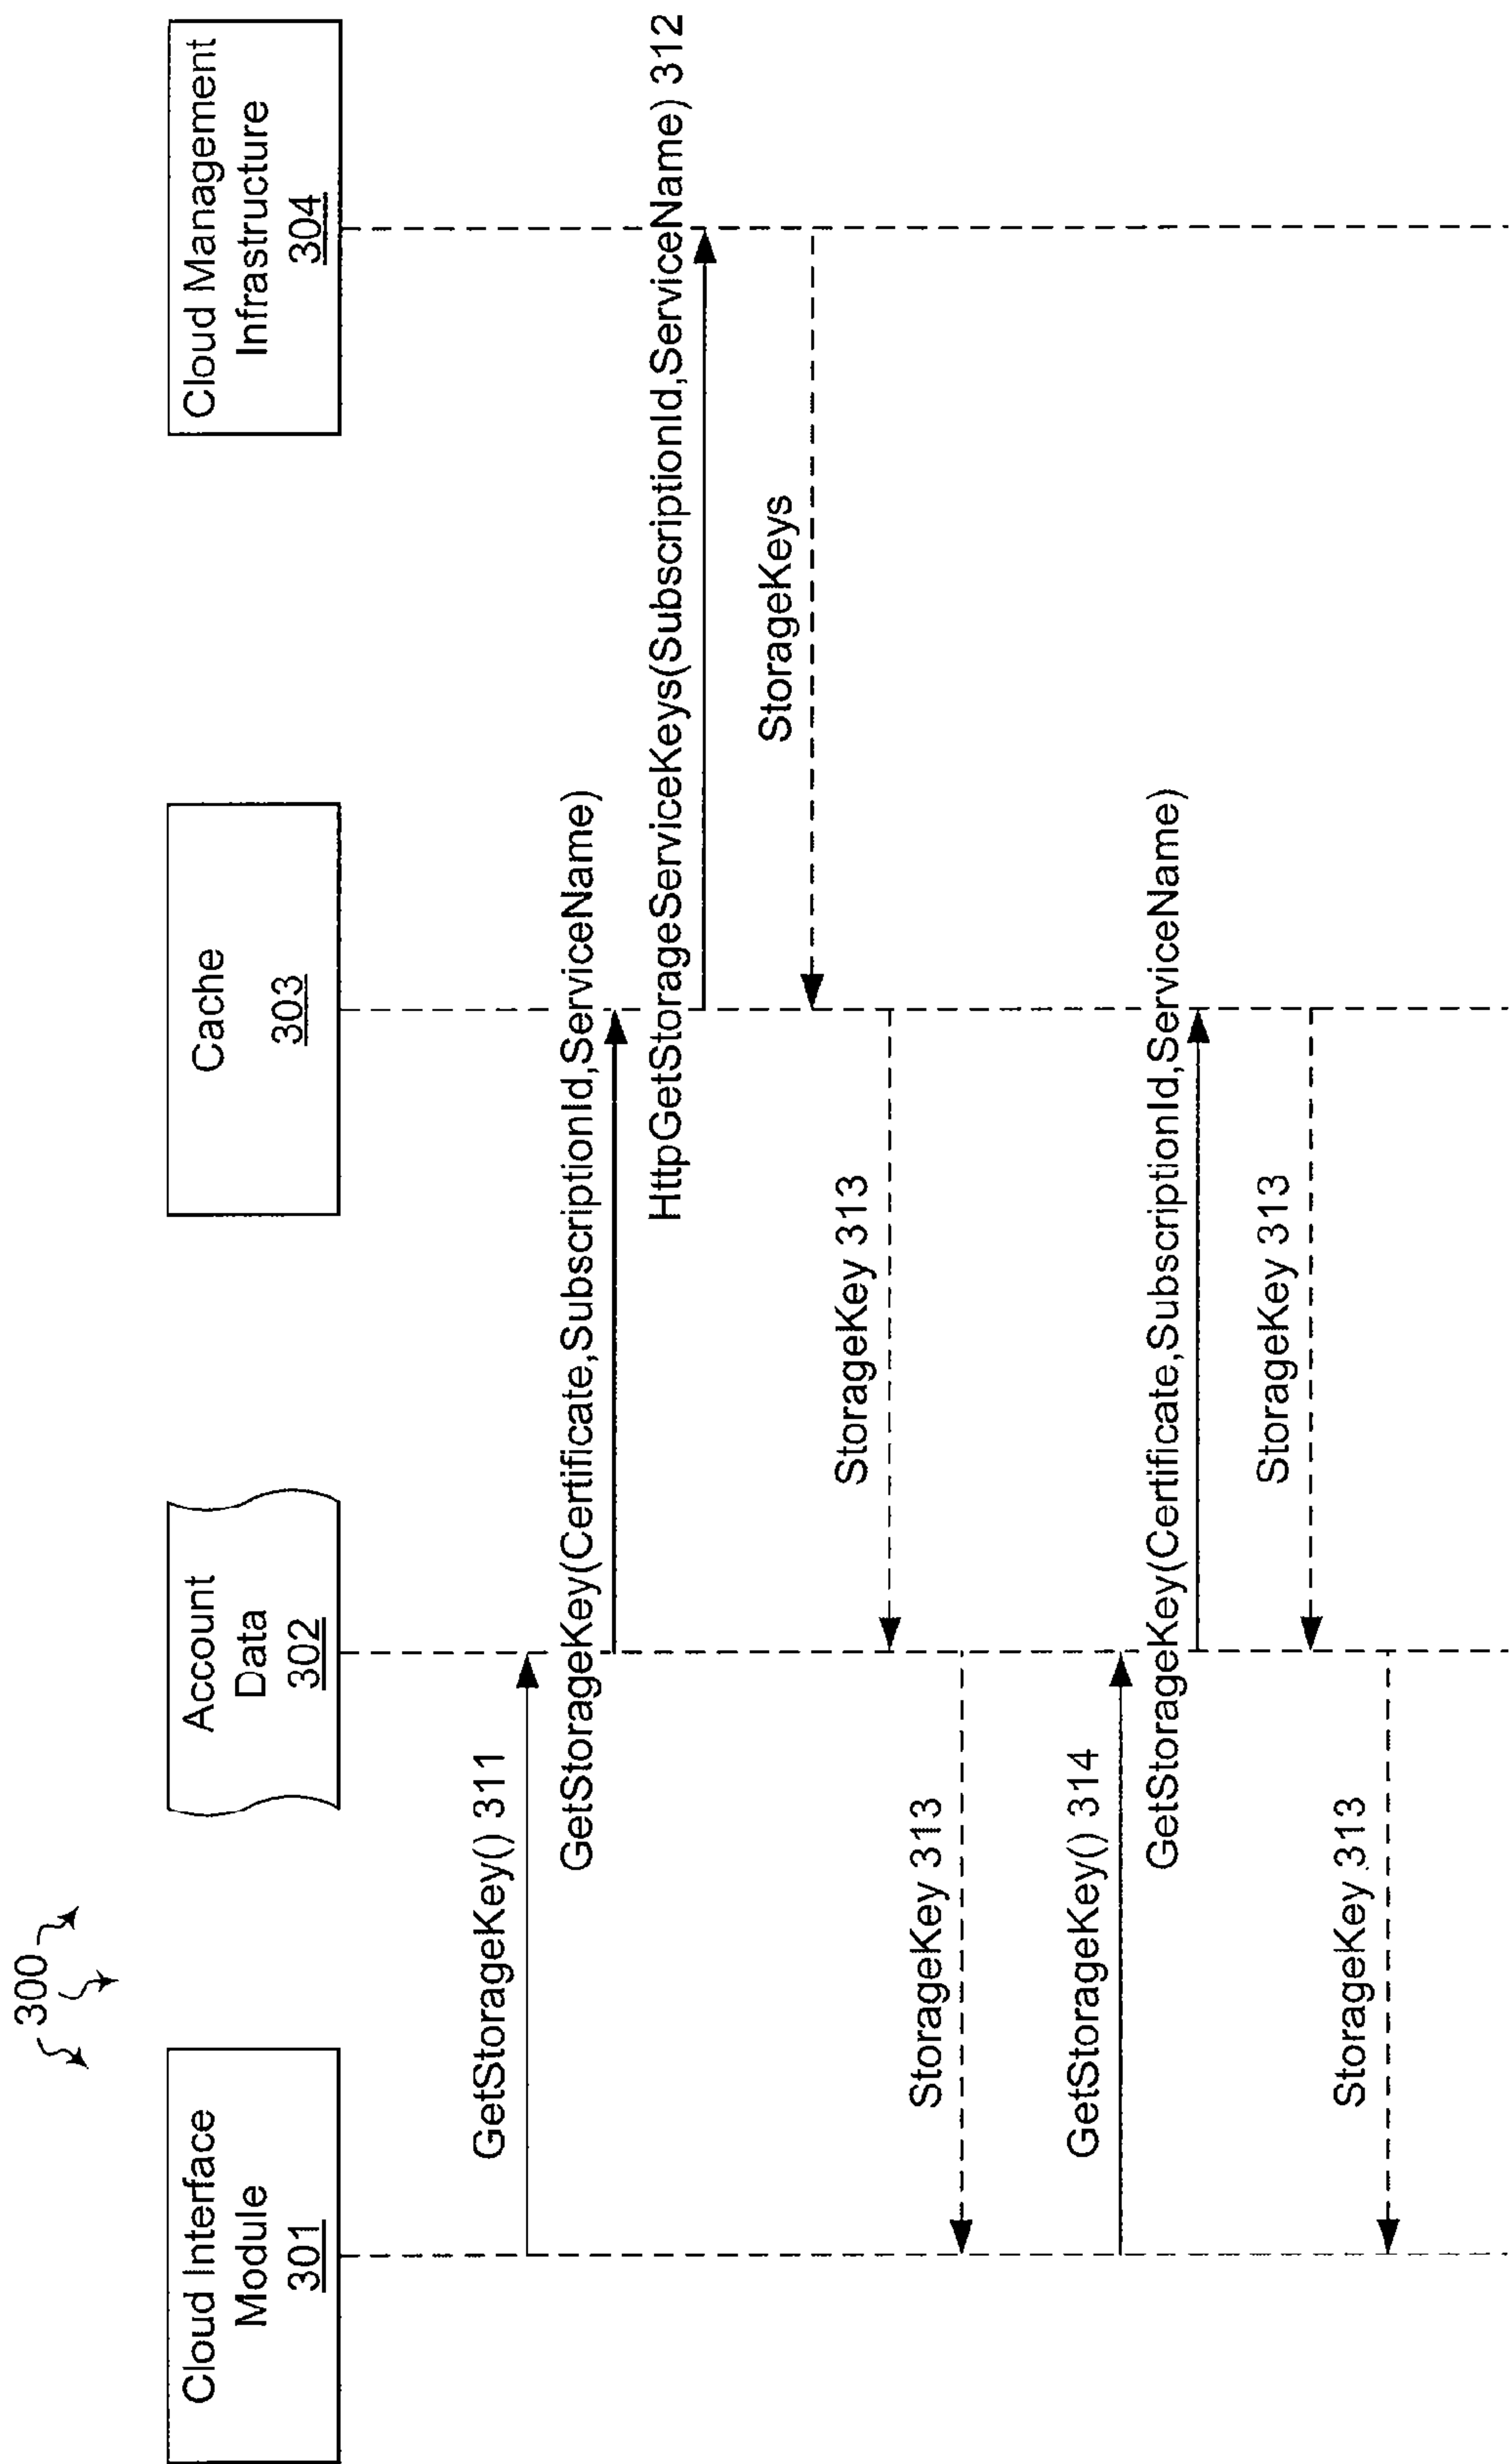 300
Cloud Interface
Module
301
Account
Data
302
Cache
303
Cloud Management
Infrastructure
304
GetStorageKey() 311
GetStorageKey(Certificate,SubscriptionId,ServiceName)
HttpGetStorageServiceKeys(SubscriptionId,ServiceName) 312
StorageKeys
StorageKey 313
StorageKey 313
GetStorageKey() 314
GetStorageKey(Certificate,SubscriptionId,ServiceName)
StorageKey 313
StorageKey 313